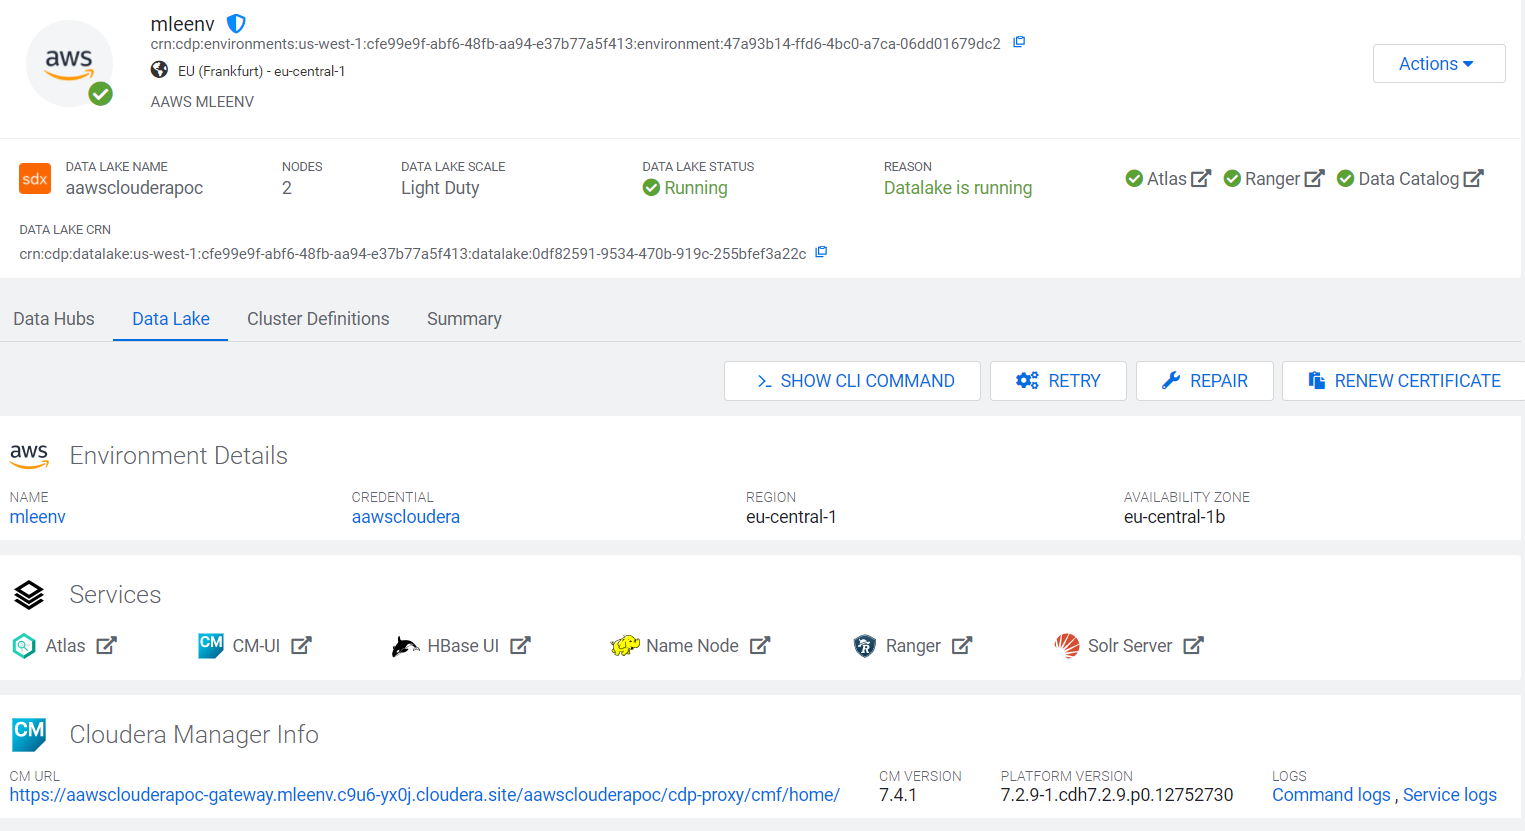 aws
mleenv
crn:cdp:environments:us-west-1:cfe99e9f-abf6-48fb-aa94-e37b77a5f413:environment:47a93b14-ffd6-4bc0-a7ca-06dd01679dc2
EU (Frankfurt) - eu-central-1
AAWS MLEENV
Actions
sdx
DATA LAKE NAME
aawsclouderapoc
NODES
2
DATA LAKE SCALE
Light Duty
DATA LAKE STATUS
Running
REASON
Datalake is running
Atlas
Ranger
Data Catalog
DATA LAKE CRN
crn:cdp:datalake:us-west-1:cfe99e9f-abf6-48fb-aa94-e37b77a5f413:datalake:0df82591-9534-470b-919c-255bfef3a22c
Data Hubs
Data Lake
Cluster Definitions
Summary
SHOW CLI COMMAND
RETRY
REPAIR
RENEW CERTIFICATE
aws
Environment Details
NAME
mleenv
CREDENTIAL
aawscloudera
REGION
eu-central-1
AVAILABILITY ZONE
eu-central-1b
Services
Atlas
CM
CM-UI
HBase UI
Name Node
R
Ranger
Solr Server
CM
Cloudera Manager Info
CM URL
https://aawsclouderapoc-gateway.mleenv.c9u6-yx0j.cloudera.site/aawsclouderapoc/cdp-proxy/cmf/home/
CM VERSION
7.4.1
PLATFORM VERSION
7.2.9-1.cdh7.2.9.p0.12752730
LOGS
Command logs , Service logs